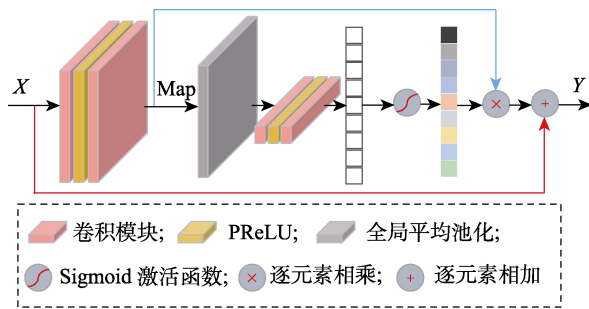 X
Map
×
+
Y
卷积模块;
PReLU;
全局平均池化;
Sigmoid 激活函数;
×
逐元素相乘;
+
逐元素相加